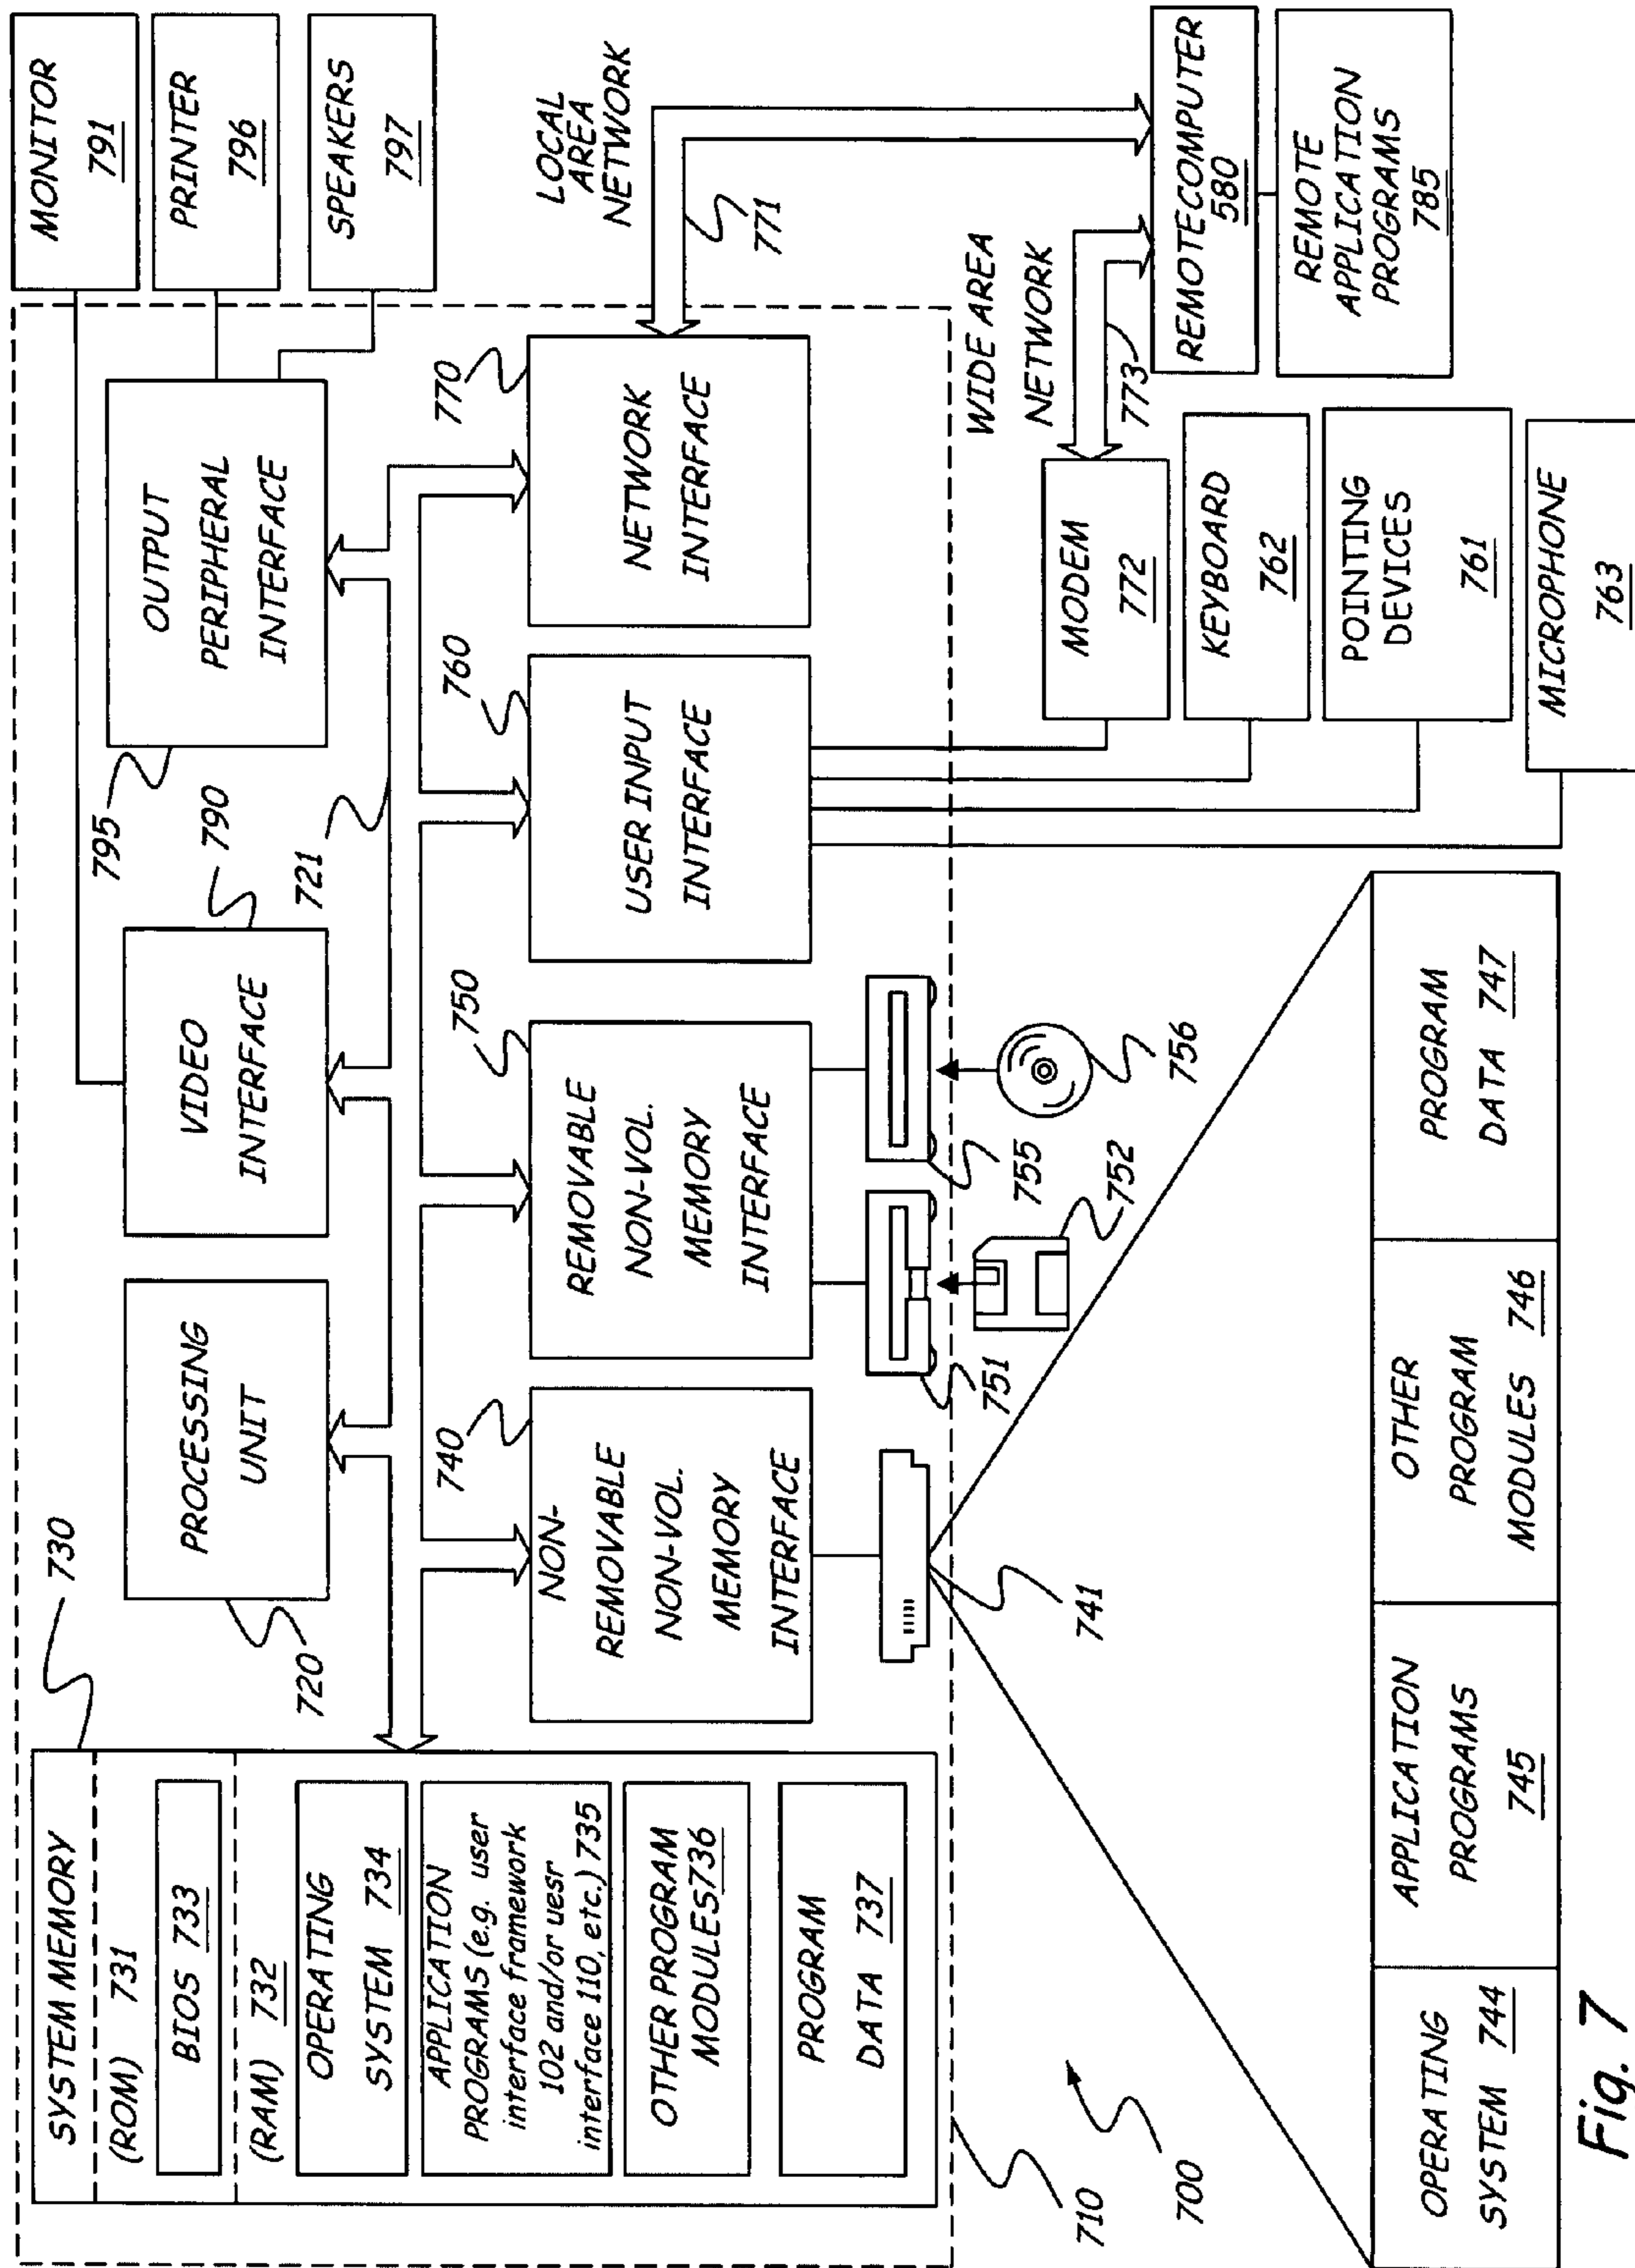 SYSTEM MEMORY
(ROM) 731
BIOS 733
(RAM) 732
OPERATING
SYSTEM 734
APPLICATION
PROGRAMS (e.g. user
interface framework
102 and/or uesr
interface 110, etc.) 735
OTHER PROGRAM
MODULES736
PROGRAM
DATA 737
730
PROCESSING
UNIT
720
VIDEO
INTERFACE
790
OUTPUT
PERIPHERAL
INTERFACE
795
721
MONITOR
791
PRINTER
796
SPEAKERS
797
740
NON-
REMOVABLE
NON-VOL.
MEMORY
INTERFACE
750
REMOVABLE
NON-VOL.
MEMORY
INTERFACE
760
USER INPUT
INTERFACE
770
NETWORK
INTERFACE
LOCAL
AREA
NETWORK
771
741
751
752
755
756
WIDE AREA
NETWORK
773
MODEM
772
KEYBOARD
762
POINTING
DEVICES
761
MICROPHONE
763
REMOTECOMPUTER
580
REMOTE
APPLICATION
PROGRAMS
785
710
700
OPERATING
SYSTEM 744
APPLICATION
PROGRAMS
745
OTHER
PROGRAM
MODULES 746
PROGRAM
DATA 747
Fig. 7